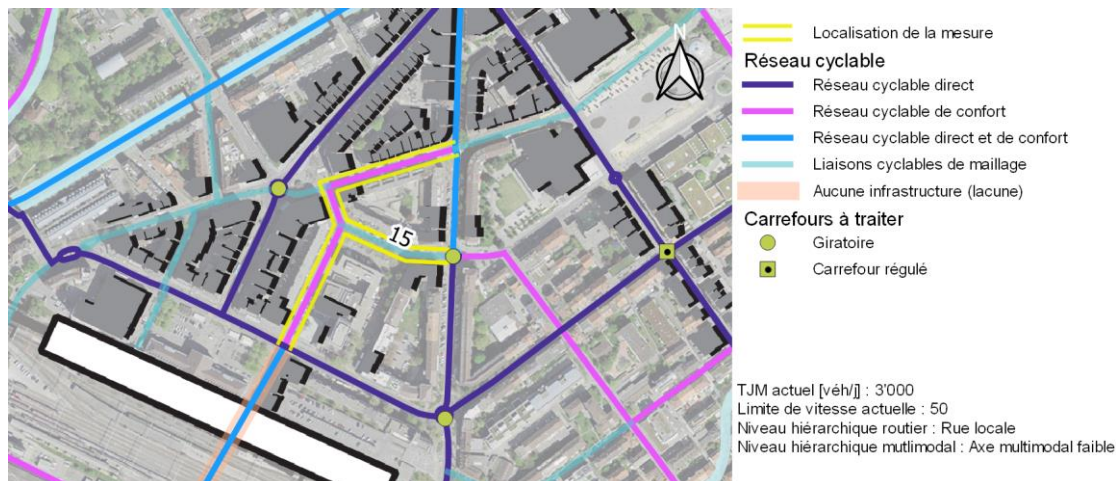 N
15
Localisation de la mesure
Réseau cyclable
Réseau cyclable direct
Réseau cyclable de confort
Réseau cyclable direct et de confort
Liaisons cyclables de maillage
Aucune infrastructure (lacune)
Carrefours à traiter
Giratoire
Carrefour régulé
TJM actuel [véh/j] : 3'000
Limite de vitesse actuelle : 50
Niveau hiérarchique routier : Rue locale
Niveau hiérarchique mutlimodal : Axe multimodal faible